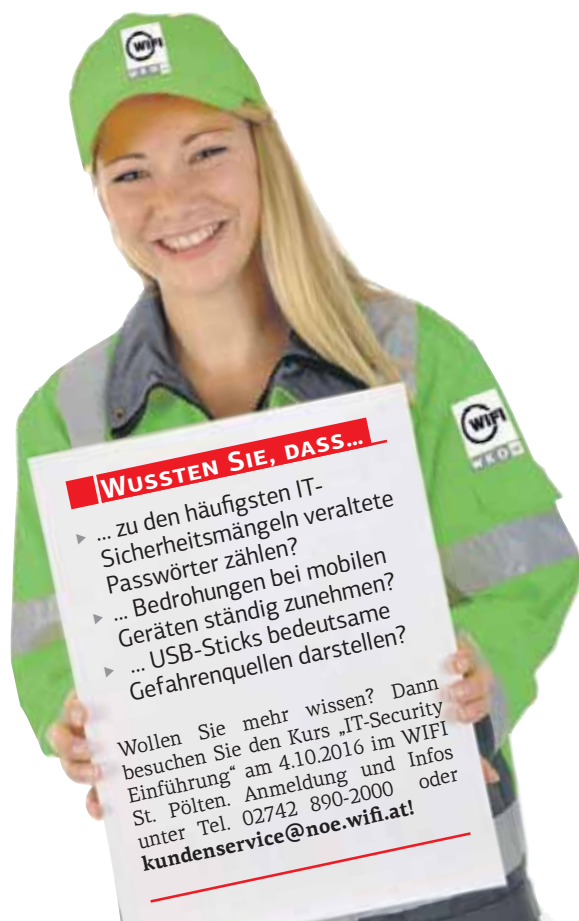 WIFI
WKO
WIFI
WKO
WUSSTEN SIE, DASS...
... zu den häufigsten IT-
Sicherheitsmängeln veraltete
Passwörter zählen?
... Bedrohungen bei mobilen
Geräten ständig zunehmen?
... USB-Sticks bedeutsame
Gefahrenquellen darstellen?
Wollen Sie mehr wissen? Dann
besuchen Sie den Kurs „IT-Security
Einführung“ am 4.10.2016 im WIFI
St. Pölten. Anmeldung und Infos
unter Tel. 02742 890-2000 oder
kundenservice@noe.wifi.at!